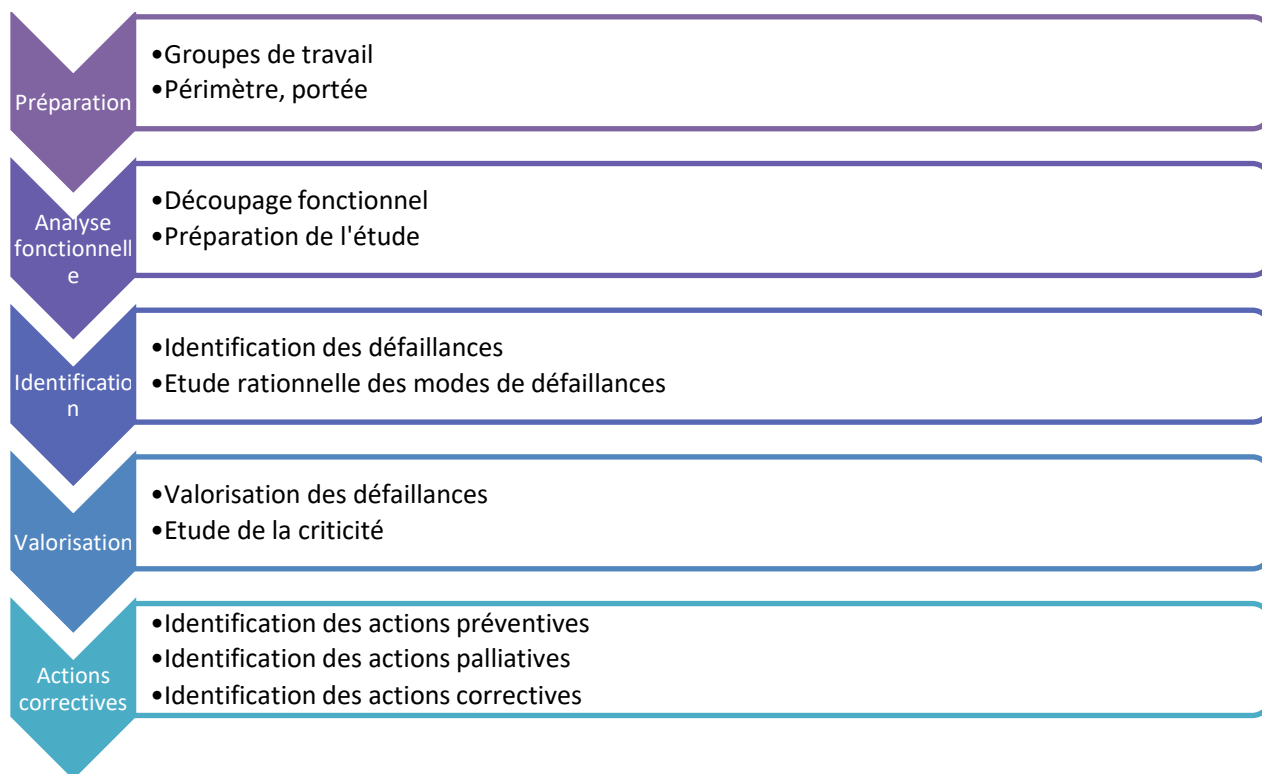 Préparation
•Groupes de travail
•Périmètre, portée
Analyse
fonctionnell
e
•Découpage fonctionnel
•Préparation de l'étude
Identificatio
n
•Identification des défaillances
•Etude rationnelle des modes de défaillances
Valorisation
•Valorisation des défaillances
•Etude de la criticité
Actions
correctives
•Identification des actions préventives
•Identification des actions palliatives
•Identification des actions correctives